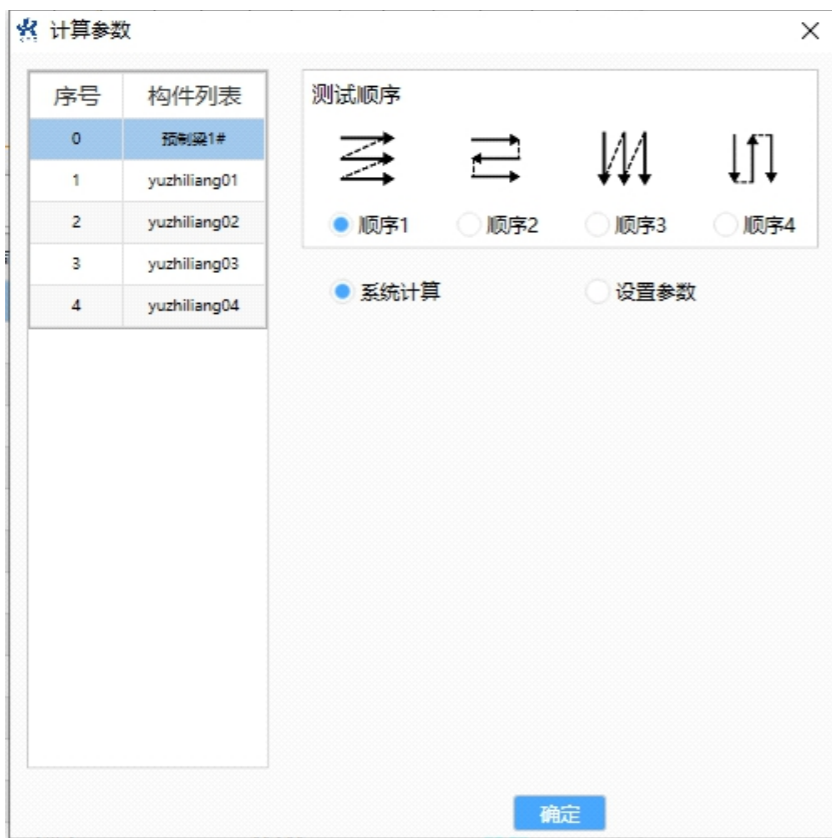 计算参数
序号 构件列表
0 预制梁1#
1 yuzhiliang01
2 yuzhiliang02
3 yuzhiliang03
4 yuzhiliang04
测试顺序
顺序1 顺序2 顺序3 顺序4
系统计算 设置参数
确定